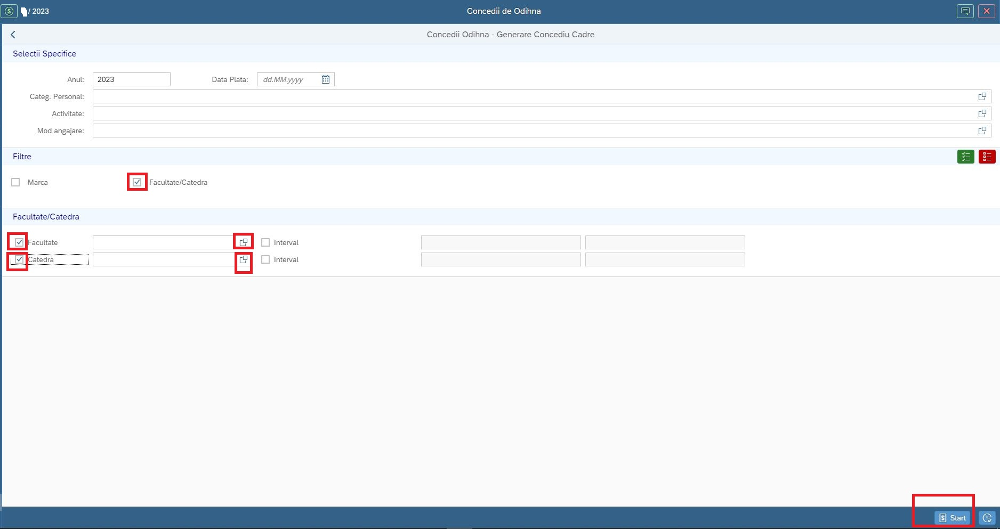 / 2023
Concedii de Odihna
Concedii Odihna - Generare Concediu Cadre
Selectii Specifice
Anul: 2023 Data Plata: dd.MM.yyyy
Categ. Personal:
Activitate:
Mod angajare:
Filtre
Marca Facultate/Catedra
Facultate/Catedra
Facultate Interval
Catedra Interval
Start